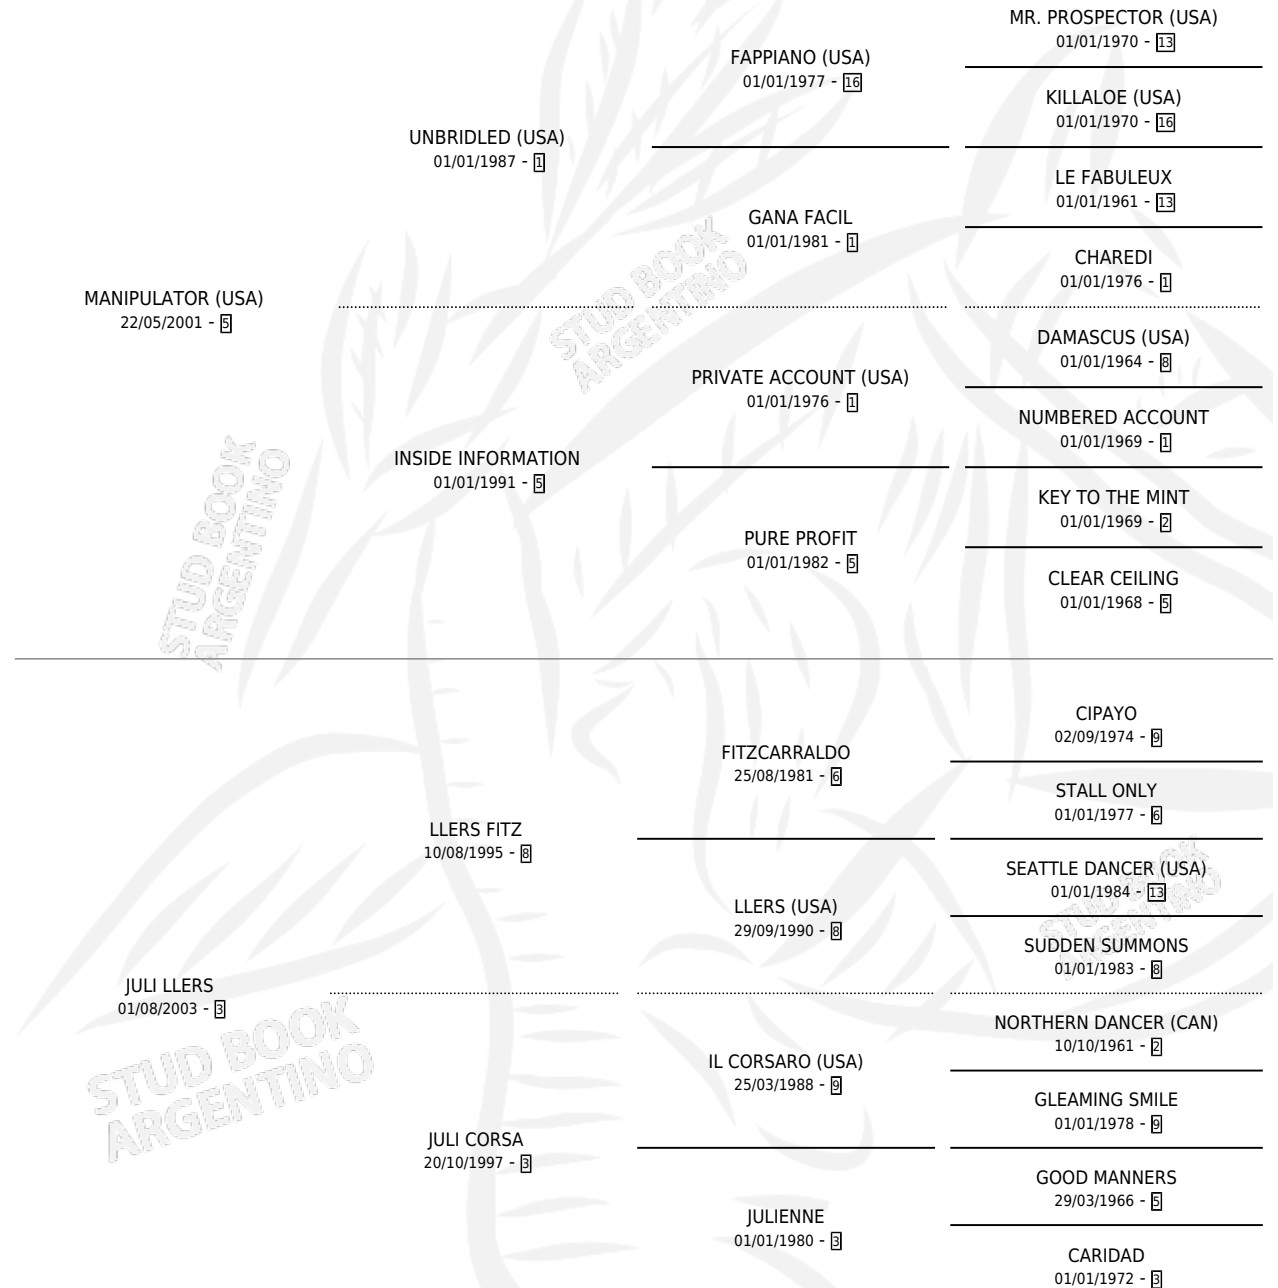 MR. PROSPECTOR (USA)
01/01/1970 - 13
FAPPIANO (USA)
01/01/1977 - 16
KILLALOE (USA)
01/01/1970 - 16
UNBRIDLED (USA)
01/01/1987 - 1
LE FABULEUX
01/01/1961 - 13
GANA FACIL
01/01/1981 - 1
CHAREDI
01/01/1976 - 1
MANIPULATOR (USA)
22/05/2001 - 5
STUD BOOK
ARGENTINO
DAMASCUS (USA)
01/01/1964 - 8
PRIVATE ACCOUNT (USA)
01/01/1976 - 1
NUMBERED ACCOUNT
01/01/1969 - 1
INSIDE INFORMATION
01/01/1991 - 5
KEY TO THE MINT
01/01/1969 - 2
PURE PROFIT
01/01/1982 - 5
CLEAR CEILING
01/01/1968 - 5
STUD BOOK
ARGENTINO
CIPAYO
02/09/1974 - 9
FITZCARRALDO
25/08/1981 - 6
STALL ONLY
01/01/1977 - 6
LLERS FITZ
10/08/1995 - 8
SEATTLE DANCER (USA)
01/01/1984 - 13
LLERS (USA)
29/09/1990 - 8
SUDDEN SUMMONS
01/01/1983 - 8
STUD BOOK
ARGENTINO
JULI LLERS
01/08/2003 - 3
NORTHERN DANCER (CAN)
10/10/1961 - 2
IL CORSARO (USA)
25/03/1988 - 9
GLEAMING SMILE
01/01/1978 - 9
STUD BOOK
ARGENTINO
JULI CORSA
20/10/1997 - 3
GOOD MANNERS
29/03/1966 - 5
JULIENNE
01/01/1980 - 3
CARIDAD
01/01/1972 - 3